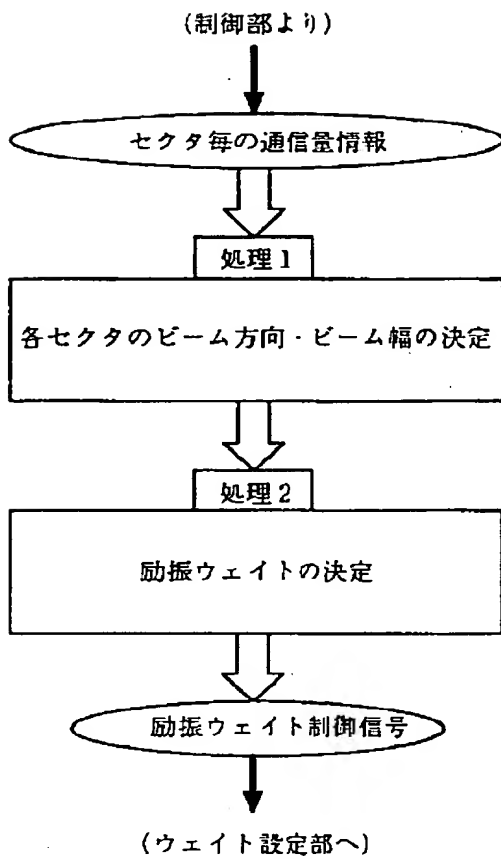 (制御部より)
セクタ毎の通信量情報
処理1
各セクタのビーム方向・ビーム幅の決定
処理2
励振ウェイトの決定
励振ウェイト制御信号
(ウェイト設定部へ)